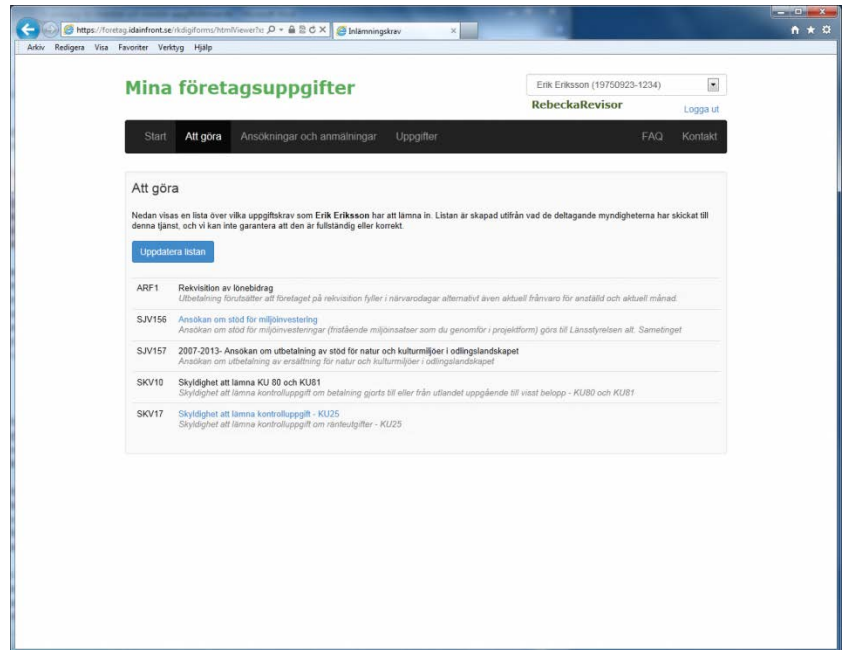 https://foretag.idainfront.se/rkdigiforms/htmlViewer?c
Inlämningskrav
Arkiv Redigera Visa Favoriter Verktyg Hjälp
Mina företagsuppgifter
Erik Eriksson (19750923-1234)
RebeckaRevisor
Logga ut
Start Att göra Ansökningar och anmälningar Uppgifter FAQ Kontakt
Att göra
Nedan visas en lista över vilka uppgiftskrav som Erik Eriksson har att lämna in. Listan är skapad utifrån vad de deltagande myndigheterna har skickat till
denna tjänst, och vi kan inte garantera att den är fullständig eller korrekt.
Uppdatera listan
ARF1 Rekvisition av lönebidrag
Utbetalning förutsätter att företaget på rekvisition fyller i närvarodagar alternativt även aktuell frånvaro för anställd och aktuell månad.
SJV156 Ansökan om stöd för miljöinvestering
Ansökan om stöd för miljöinvesteringar (fristående miljöinsatser som du genomför i projektform) görs till Länsstyrelsen alt. Sametinget
SJV157 2007-2013- Ansökan om utbetalning av stöd för natur och kulturmiljöer i odlingslandskapet
Ansökan om utbetalning av ersättning för natur och kulturmiljöer i odlingslandskapet
SKV10 Skyldighet att lämna KU 80 och KU81
Skyldighet att lämna kontrolluppgift om betalning gjorts till eller från utlandet uppgående till visst belopp - KU80 och KU81
SKV17 Skyldighet att lämna kontrolluppgift - KU25
Skyldighet att lämna kontrolluppgift om ränteutgifter - KU25